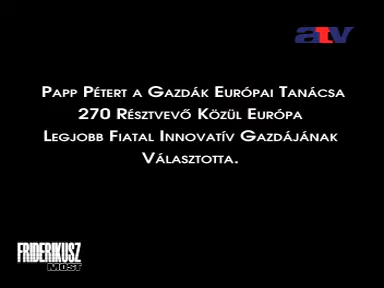 atv
Papp Pétert a Gazdák Európai Tanácsa
270 Résztvevő Közül Európa
Legjobb Fiatal Innovatív Gazdájának
Választotta.
FRIDERIKUSZ
MOST